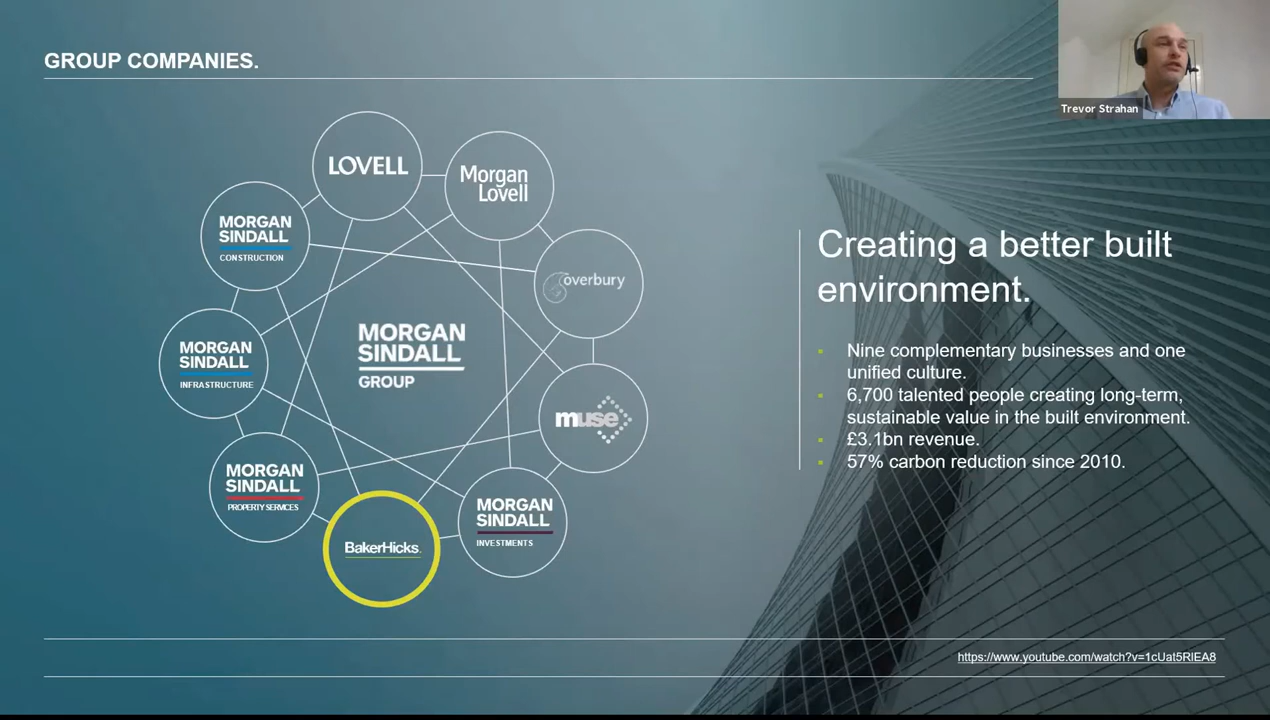 GROUP COMPANIES.
Trevor Strahan
LOVELL
Morgan
Lovell
MORGAN
SINDALL
CONSTRUCTION
overbury
MORGAN
SINDALL
GROUP
MORGAN
SINDALL
INFRASTRUCTURE
muse
MORGAN
SINDALL
PROPERTY SERVICES
BakerHicks.
MORGAN
SINDALL
INVESTMENTS
Creating a better built
environment.
Nine complementary businesses and one
unified culture.
6,700 talented people creating long-term,
sustainable value in the built environment.
£3.1bn revenue.
57% carbon reduction since 2010.
https://www.youtube.com/watch?v=1cUat5RlEA8